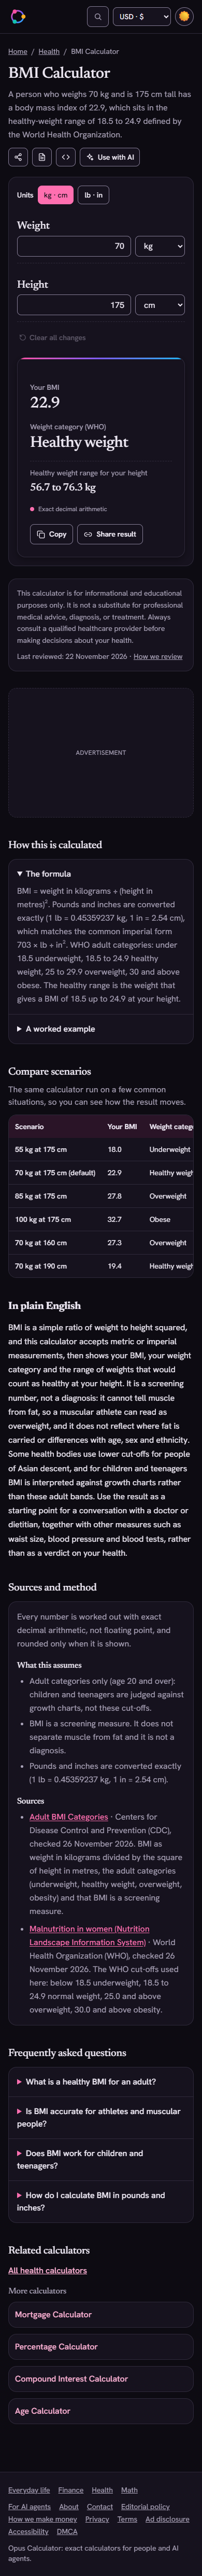 USD · $
Home / Health / BMI Calculator
BMI Calculator
A person who weighs 70 kg and is 175 cm tall has
a body mass index of 22.9, which sits in the
healthy-weight range of 18.5 to 24.9 defined by
the World Health Organization.
Use with AI
Units kg · cm lb · in
Weight
70 kg
Height
175 cm
Clear all changes
Your BMI
22.9
Weight category (WHO)
Healthy weight
Healthy weight range for your height
56.7 to 76.3 kg
Exact decimal arithmetic
Copy Share result
This calculator is for informational and educational
purposes only. It is not a substitute for professional
medical advice, diagnosis, or treatment. Always
consult a qualified healthcare provider before
making decisions about your health.
Last reviewed: 22 November 2026 · How we review
ADVERTISEMENT
How this is calculated
▼ The formula
BMI = weight in kilograms ÷ (height in
metres)². Pounds and inches are converted
exactly (1 lb = 0.45359237 kg, 1 in = 2.54 cm),
which matches the common imperial form
703 × lb ÷ in². WHO adult categories: under
18.5 underweight, 18.5 to 24.9 healthy
weight, 25 to 29.9 overweight, 30 and above
obese. The healthy range is the weight that
gives a BMI of 18.5 up to 24.9 at your height.
▶ A worked example
Compare scenarios
The same calculator run on a few common
situations, so you can see how the result moves.
Scenario Your BMI Weight catego
55 kg at 175 cm 18.0 Underweight
70 kg at 175 cm (default) 22.9 Healthy weigh
85 kg at 175 cm 27.8 Overweight
100 kg at 175 cm 32.7 Obese
70 kg at 160 cm 27.3 Overweight
70 kg at 190 cm 19.4 Healthy weigh
In plain English
BMI is a simple ratio of weight to height squared,
and this calculator accepts metric or imperial
measurements, then shows your BMI, your weight
category and the range of weights that would
count as healthy at your height. It is a screening
number, not a diagnosis: it cannot tell muscle
from fat, so a muscular athlete can read as
overweight, and it does not reflect where fat is
carried or differences with age, sex and ethnicity.
Some health bodies use lower cut-offs for people
of Asian descent, and for children and teenagers
BMI is interpreted against growth charts rather
than these adult bands. Use the result as a
starting point for a conversation with a doctor or
dietitian, together with other measures such as
waist size, blood pressure and blood tests, rather
than as a verdict on your health.
Sources and method
Every number is worked out with exact
decimal arithmetic, not floating point, and
rounded only when it is shown.
What this assumes
• Adult categories only (age 20 and over):
children and teenagers are judged against
growth charts, not these cut-offs.
• BMI is a screening measure. It does not
separate muscle from fat and it is not a
diagnosis.
• Pounds and inches are converted exactly
(1 lb = 0.45359237 kg, 1 in = 2.54 cm).
Sources
• Adult BMI Categories · Centers for
Disease Control and Prevention (CDC),
checked 26 November 2026. BMI as
weight in kilograms divided by the square
of height in metres, the adult categories
(underweight, healthy weight, overweight,
obesity) and that BMI is a screening
measure.
• Malnutrition in women (Nutrition
Landscape Information System) · World
Health Organization (WHO), checked 26
November 2026. The WHO cut-offs used
here: below 18.5 underweight, 18.5 to
24.9 normal weight, 25.0 and above
overweight, 30.0 and above obesity.
Frequently asked questions
▶ What is a healthy BMI for an adult?
▶ Is BMI accurate for athletes and muscular
people?
▶ Does BMI work for children and
teenagers?
▶ How do I calculate BMI in pounds and
inches?
Related calculators
All health calculators
More calculators
Mortgage Calculator
Percentage Calculator
Compound Interest Calculator
Age Calculator
Everyday life Finance Health Math
For AI agents About Contact Editorial policy
How we make money Privacy Terms Ad disclosure
Accessibility DMCA
Opus Calculator: exact calculators for people and AI
agents.